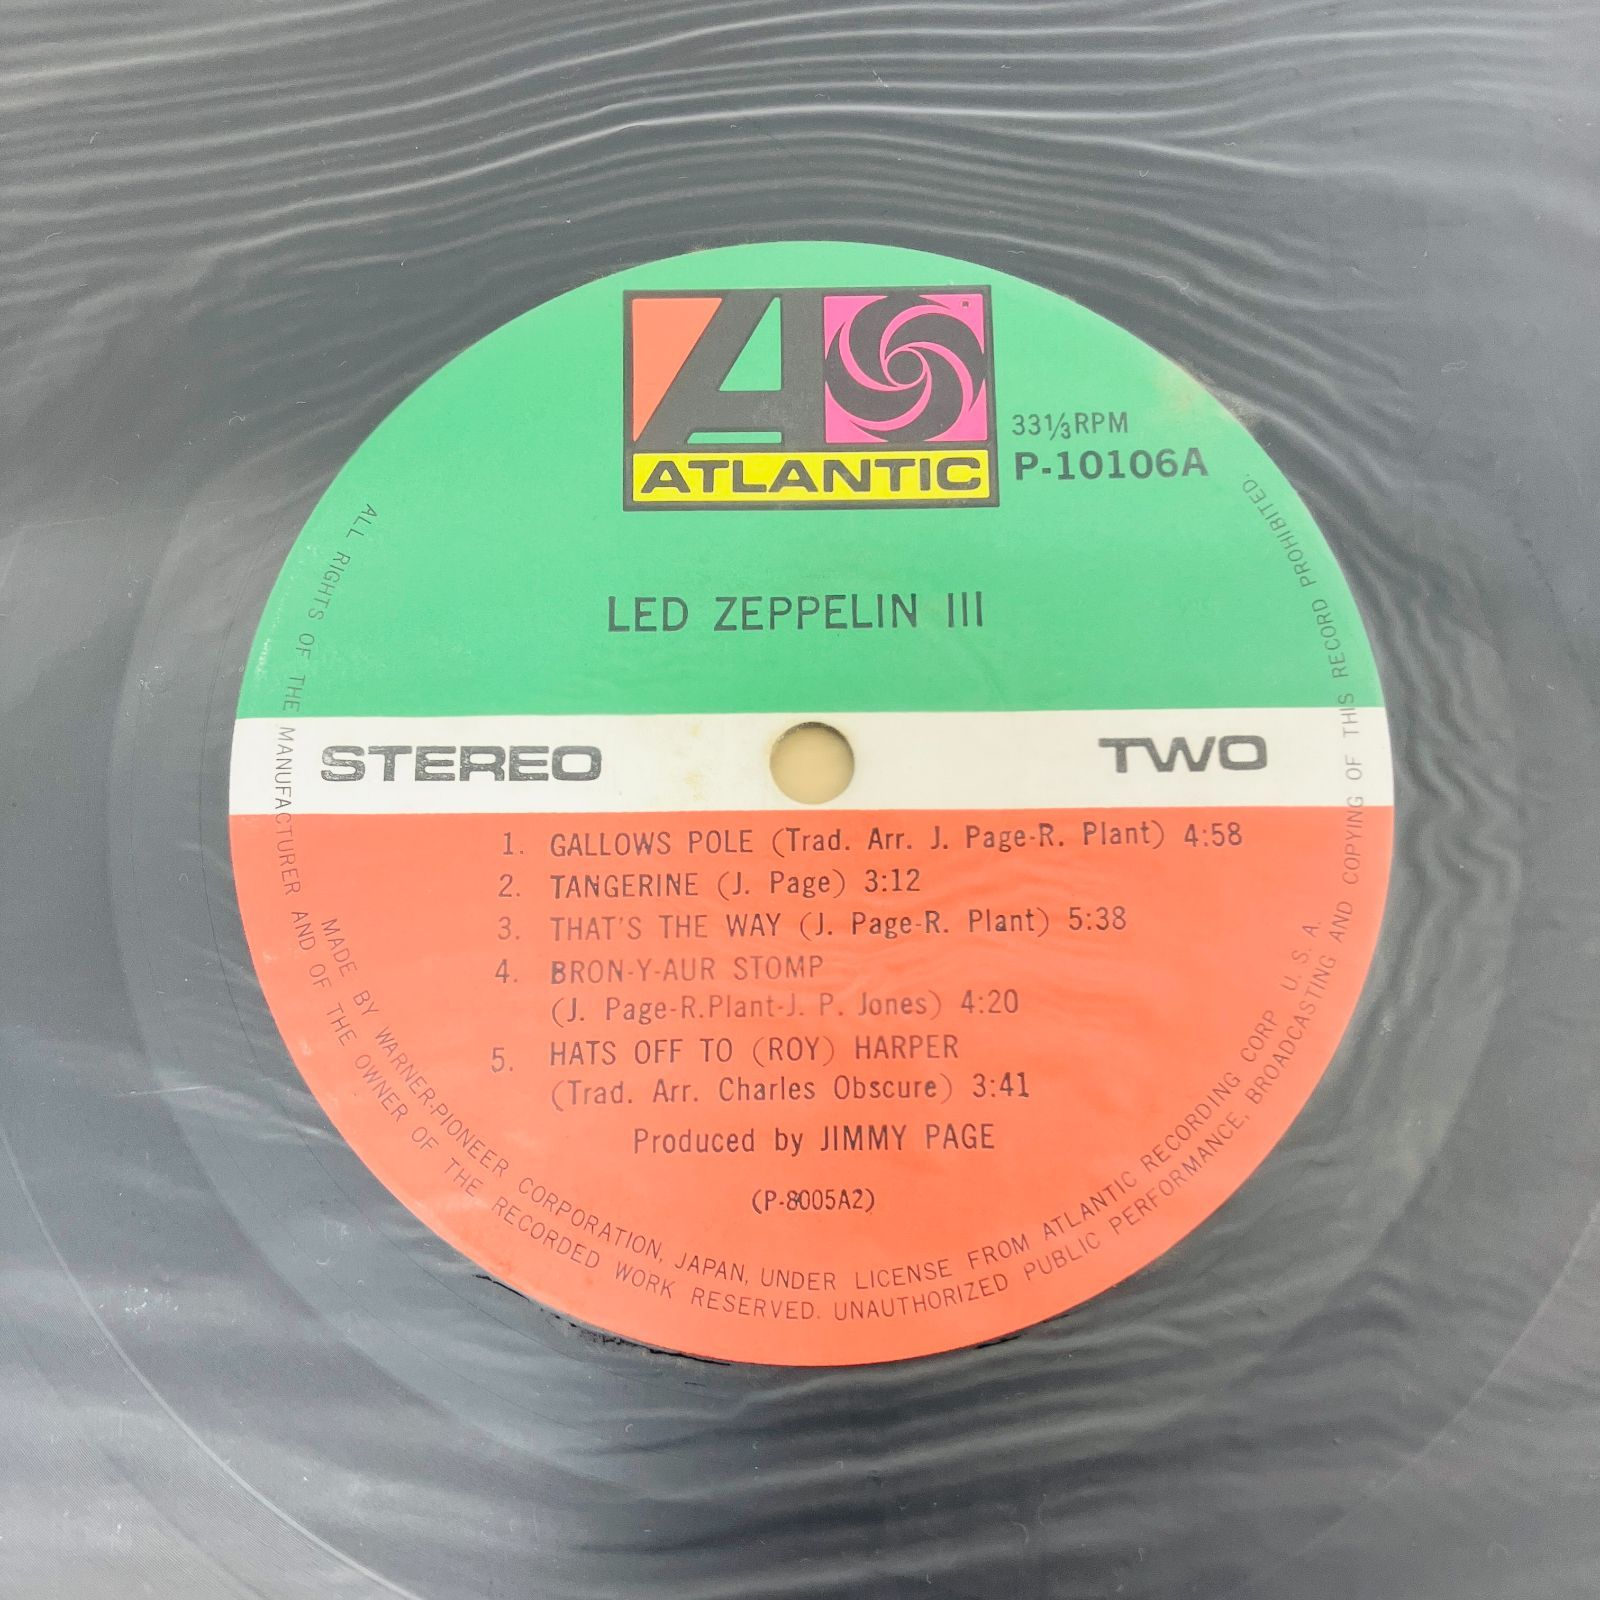 ATLANTIC
33⅓RPM
P-10106A
LED ZEPPELIN III
STEREO
TWO
1. GALLOWS POLE (Trad. Arr. J. Page-R. Plant) 4:58
2. TANGERINE (J. Page) 3:12
3. THAT'S THE WAY (J. Page-R. Plant) 5:38
4. BRON-Y-AUR STOMP
(J. Page-R.Plant-J. P. Jones) 4:20
5. HATS OFF TO (ROY) HARPER
(Trad. Arr. Charles Obscure) 3:41
Produced by JIMMY PAGE
(P-8005A2)
MADE BY WARNER-PIONEER CORPORATION, JAPAN, UNDER LICENSE FROM ATLANTIC RECORDING CORP U. S. A.
ALL RIGHTS OF THE MANUFACTURER AND OF THE OWNER OF THE RECORDED WORK RESERVED. UNAUTHORIZED PUBLIC PERFORMANCE, BROADCASTING AND COPYING OF THIS RECORD PROHIBITED.